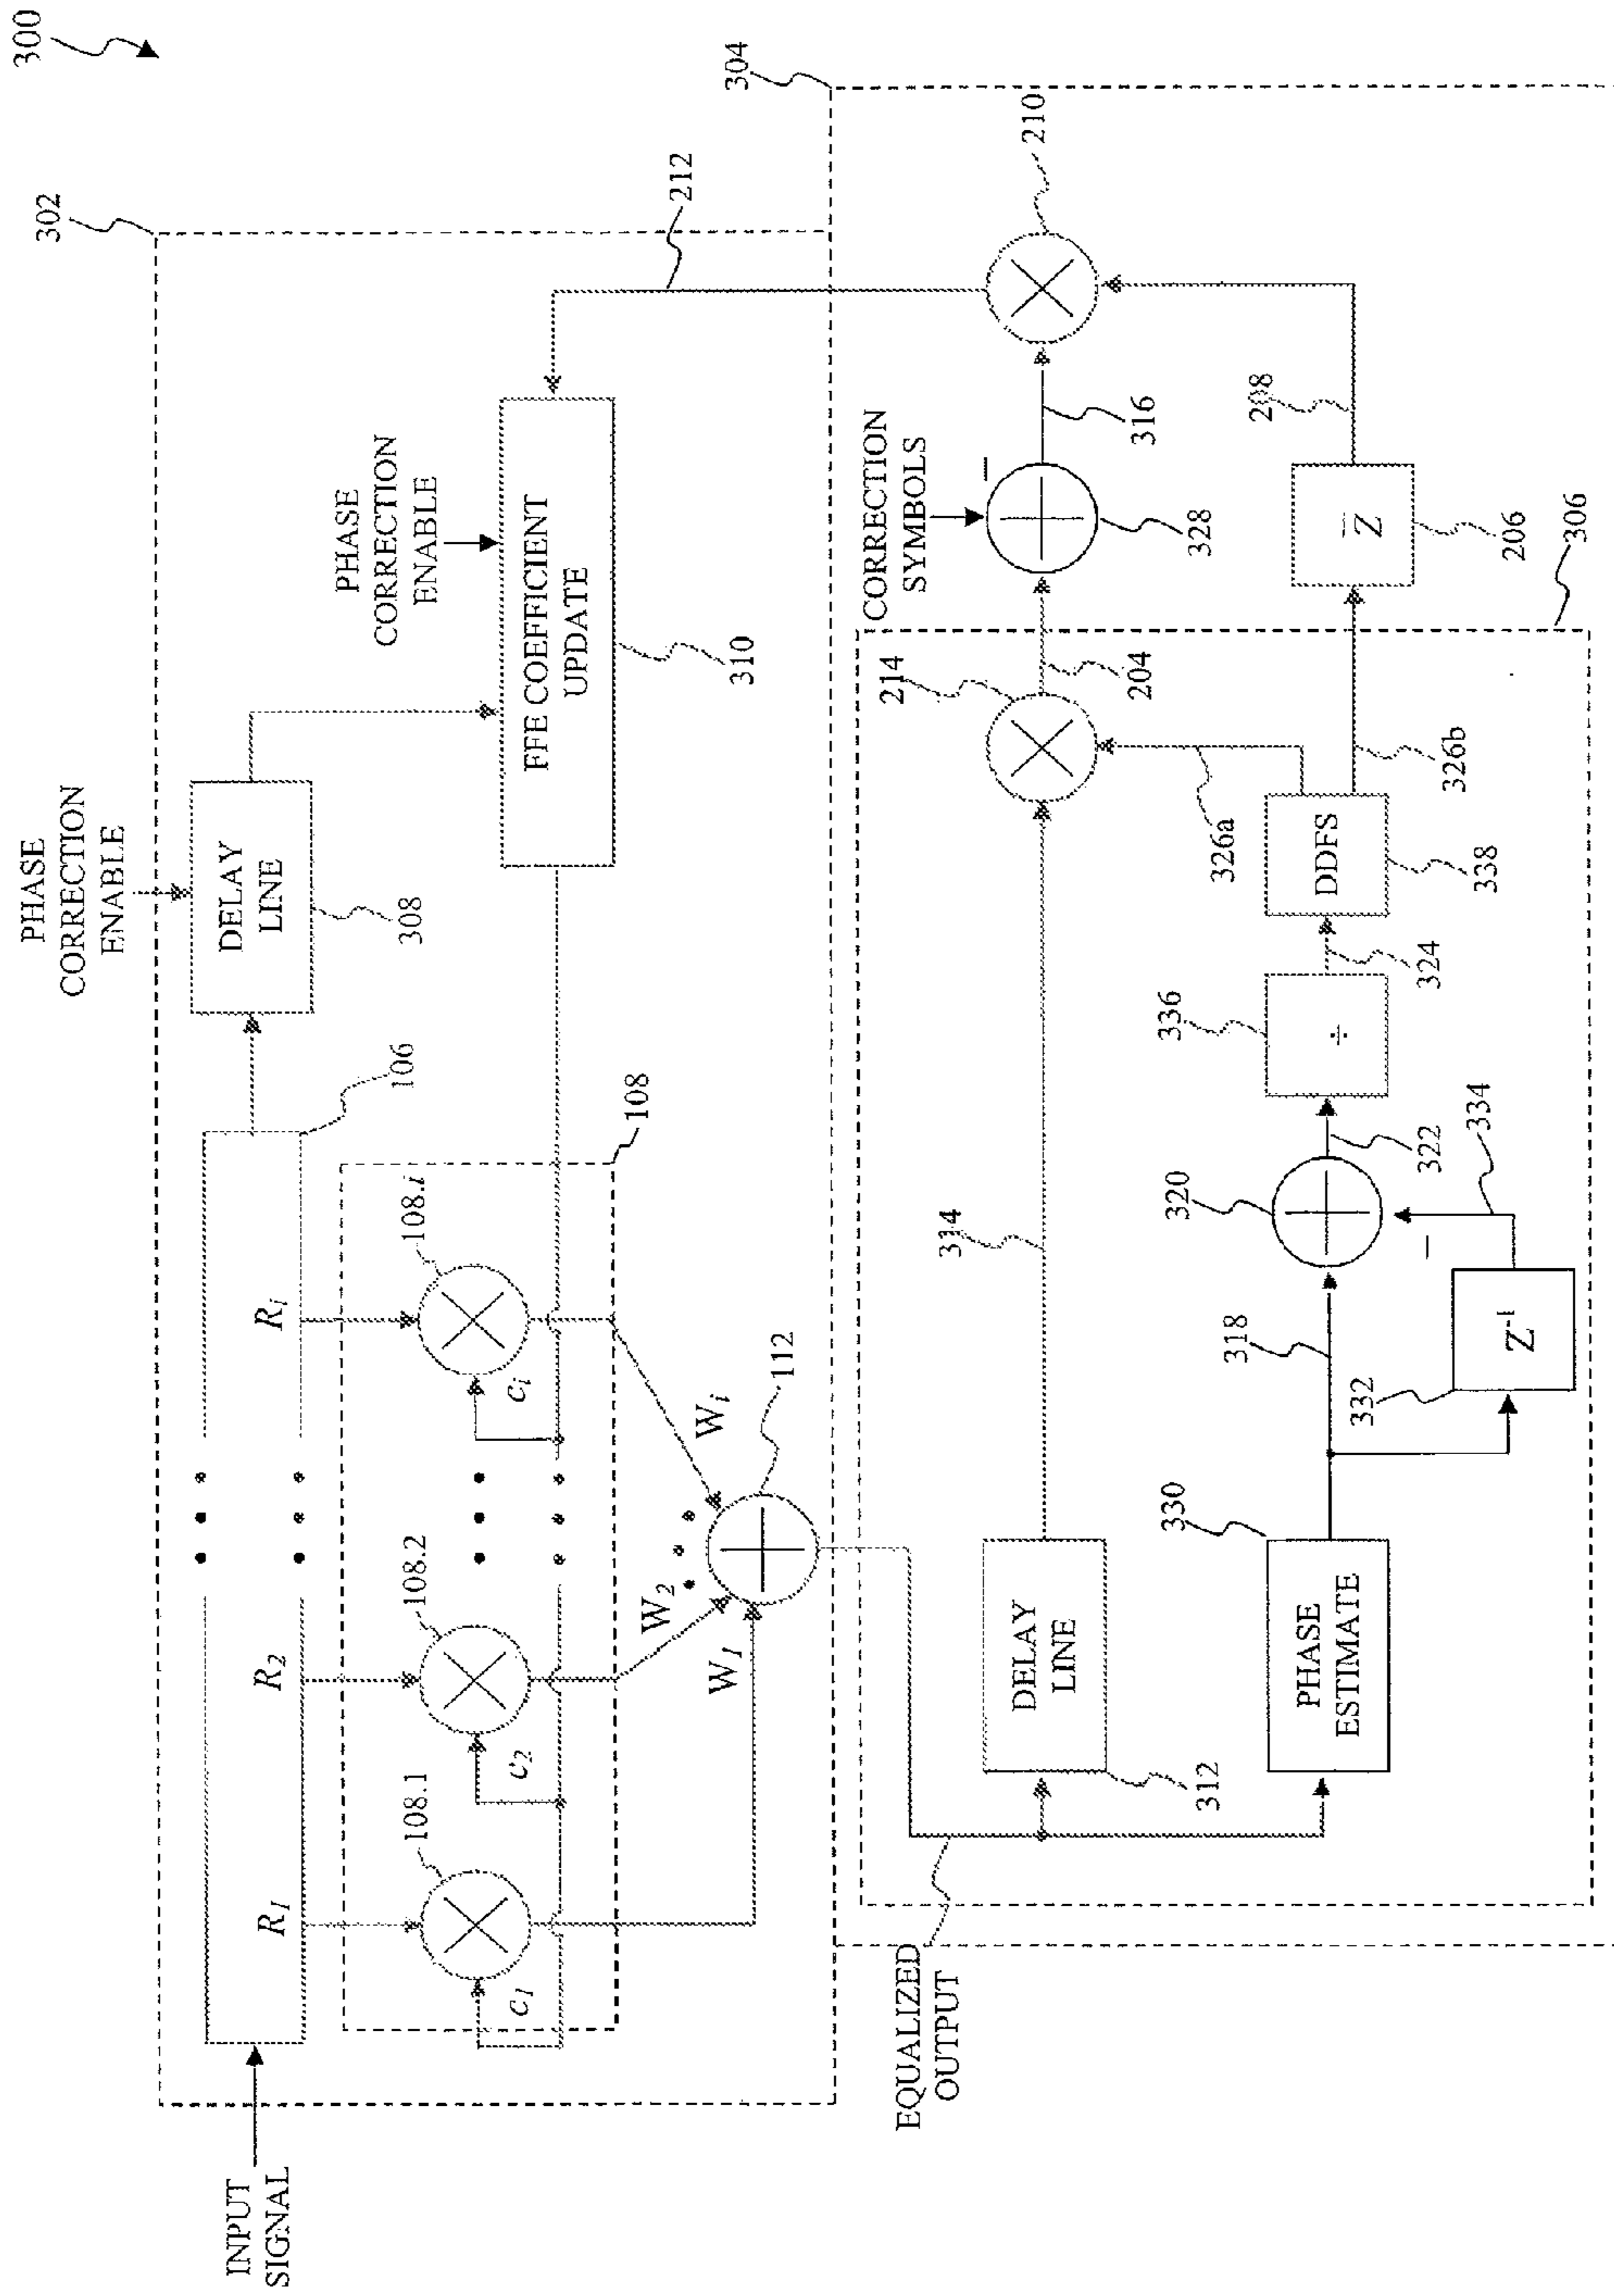 300
302
PHASE
CORRECTION
ENABLE
DELAY
LINE
308
106
INPUT
SIGNAL
R1
R2
Ri
108.1
108.2
108.i
108
c1
c2
ci
PHASE
CORRECTION
ENABLE
FFE COEFFICIENT
UPDATE
310
212
W1
W2
Wi
112
304
EQUALIZED
OUTPUT
DELAY
LINE
312
314
214
204
CORRECTION
SYMBOLS
−
328
316
210
PHASE
ESTIMATE
330
318
332
Z-1
334
−
320
322
÷
336
324
DDFS
338
326a
326b
Z̅
206
208
306